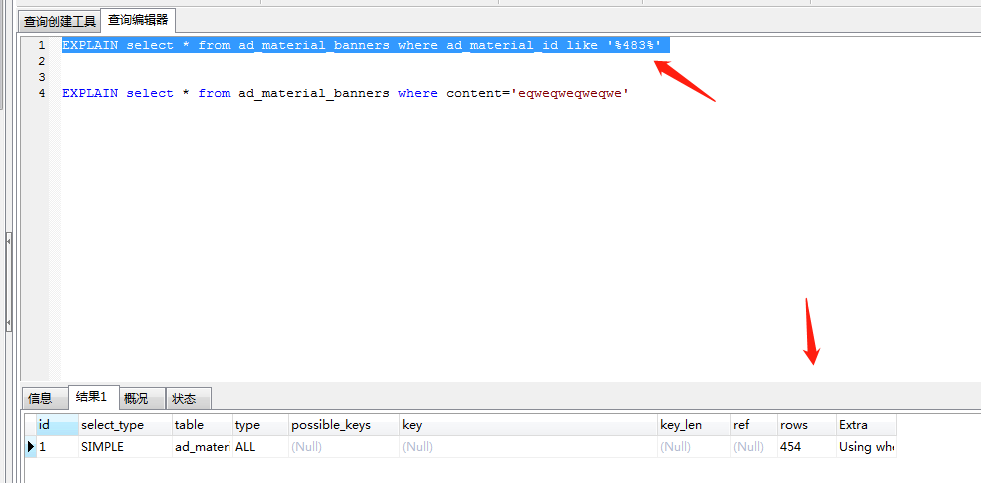 查询创建工具 查询编辑器
1 EXPLAIN select * from ad_material_banners where ad_material_id like '%483%'
2
3
4 EXPLAIN select * from ad_material_banners where content='eqweqweqweqwe'
信息 结果1 概况 状态
id select_type table type possible_keys key key_len ref rows Extra
1 SIMPLE ad_mater ALL (Null) (Null) (Null) (Null) 454 Using whe